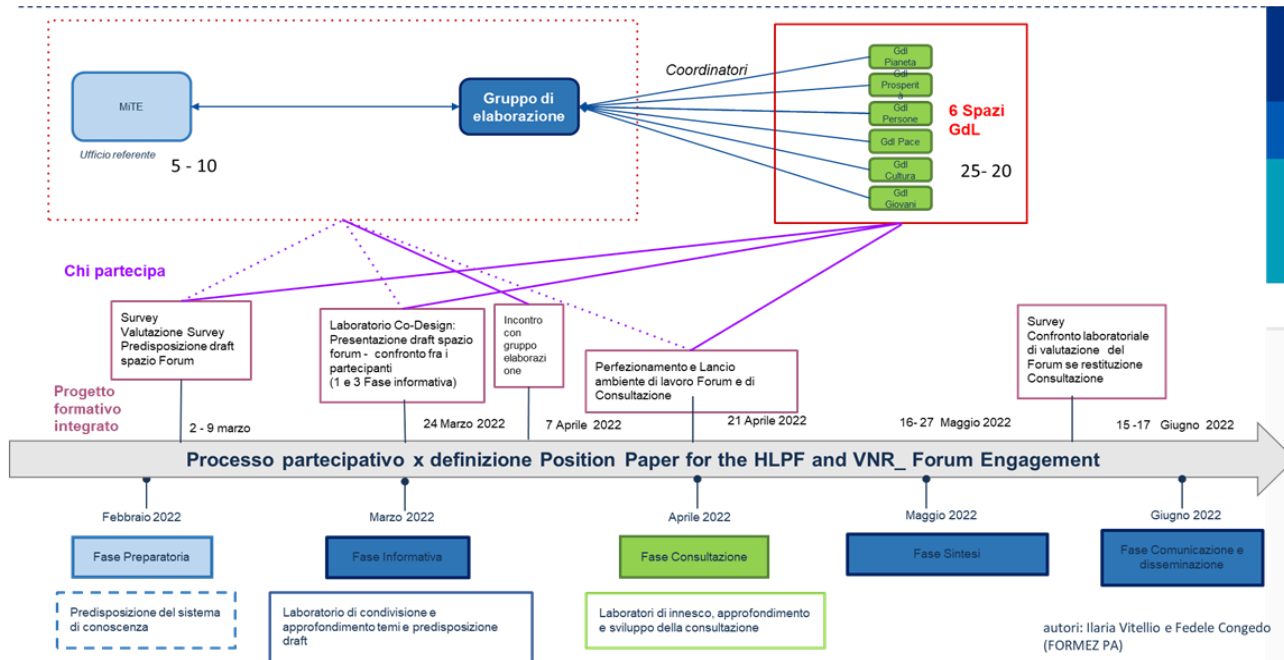 MiTE
Ufficio referente
5 - 10
Gruppo di
elaborazione
Coordinatori
Gdl
Pianeta
Gdl
Prosperit
à
Gdl
Persone
Gdl Pace
Gdl
Cultura
Gdl
Giovani
6 Spazi
GdL
25- 20
Chi partecipa
Survey
Valutazione Survey
Predisposizione draft
spazio Forum
Laboratorio Co-Design:
Presentazione draft spazio
forum - confronto fra i
partecipanti
(1 e 3 Fase informativa)
Incontro
con
gruppo
elaborazi
one
Perfezionamento e Lancio
ambiente di lavoro Forum e di
Consultazione
Survey
Confronto laboratoriale
di valutazione del
Forum se restituzione
Consultazione
Progetto
formativo
integrato
2 - 9 marzo
24 Marzo 2022
7 Aprile 2022
21 Aprile 2022
16- 27 Maggio 2022
15-17 Giugno 2022
Processo partecipativo x definizione Position Paper for the HLPF and VNR_ Forum Engagement
Febbraio 2022
Marzo 2022
Aprile 2022
Maggio 2022
Giugno 2022
Fase Preparatoria
Fase Informativa
Fase Consultazione
Fase Sintesi
Fase Comunicazione e
disseminazione
Predisposizione del sistema
di conoscenza
Laboratorio di condivisione e
approfondimento temi e predisposizione
draft
Laboratori di innesco, approfondimento
e sviluppo della consultazione
autori: Ilaria Vitellio e Fedele Congedo
(FORMEZ PA)